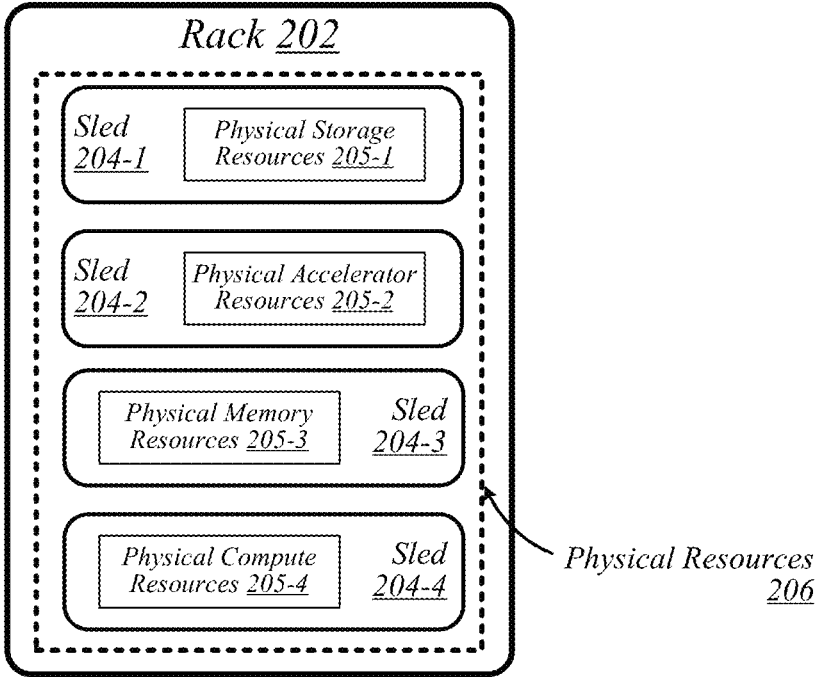 Rack 202
Sled
204-1
Physical Storage
Resources 205-1
Sled
204-2
Physical Accelerator
Resources 205-2
Physical Memory
Resources 205-3
Sled
204-3
Physical Compute
Resources 205-4
Sled
204-4
Physical Resources
206